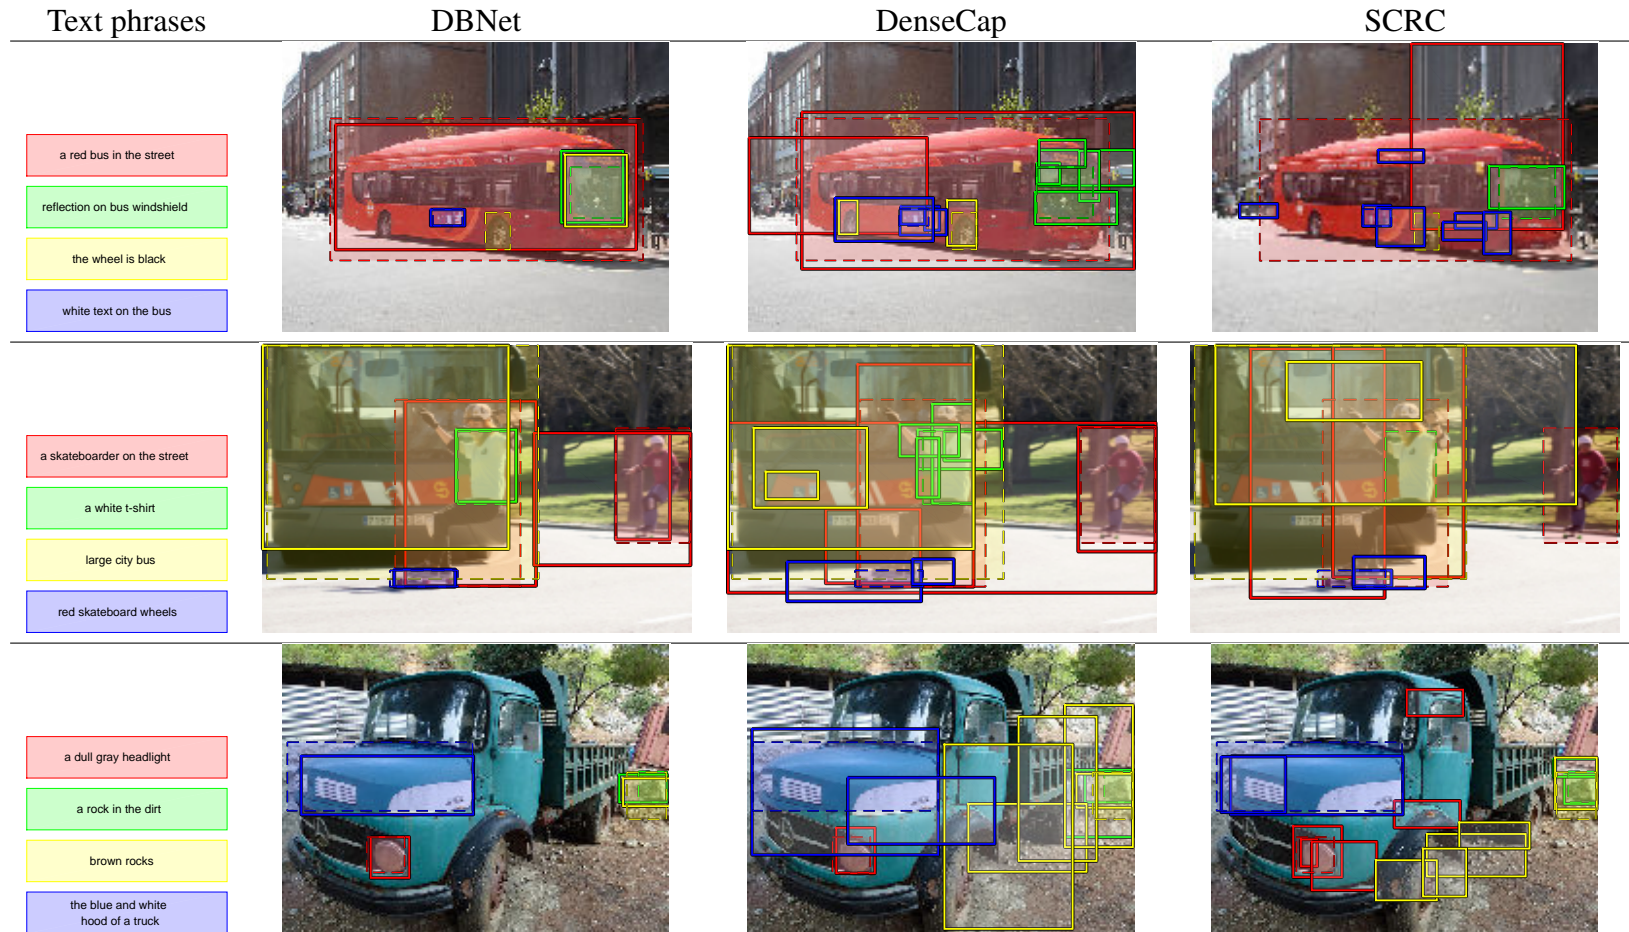 Text phrases DBNet DenseCap SCRC
a red bus in the street
reflection on bus windshield
the wheel is black
white text on the bus
a skateboarder on the street
a white t-shirt
large city bus
red skateboard wheels
a dull gray headlight
a rock in the dirt
brown rocks
the blue and white
hood of a truck